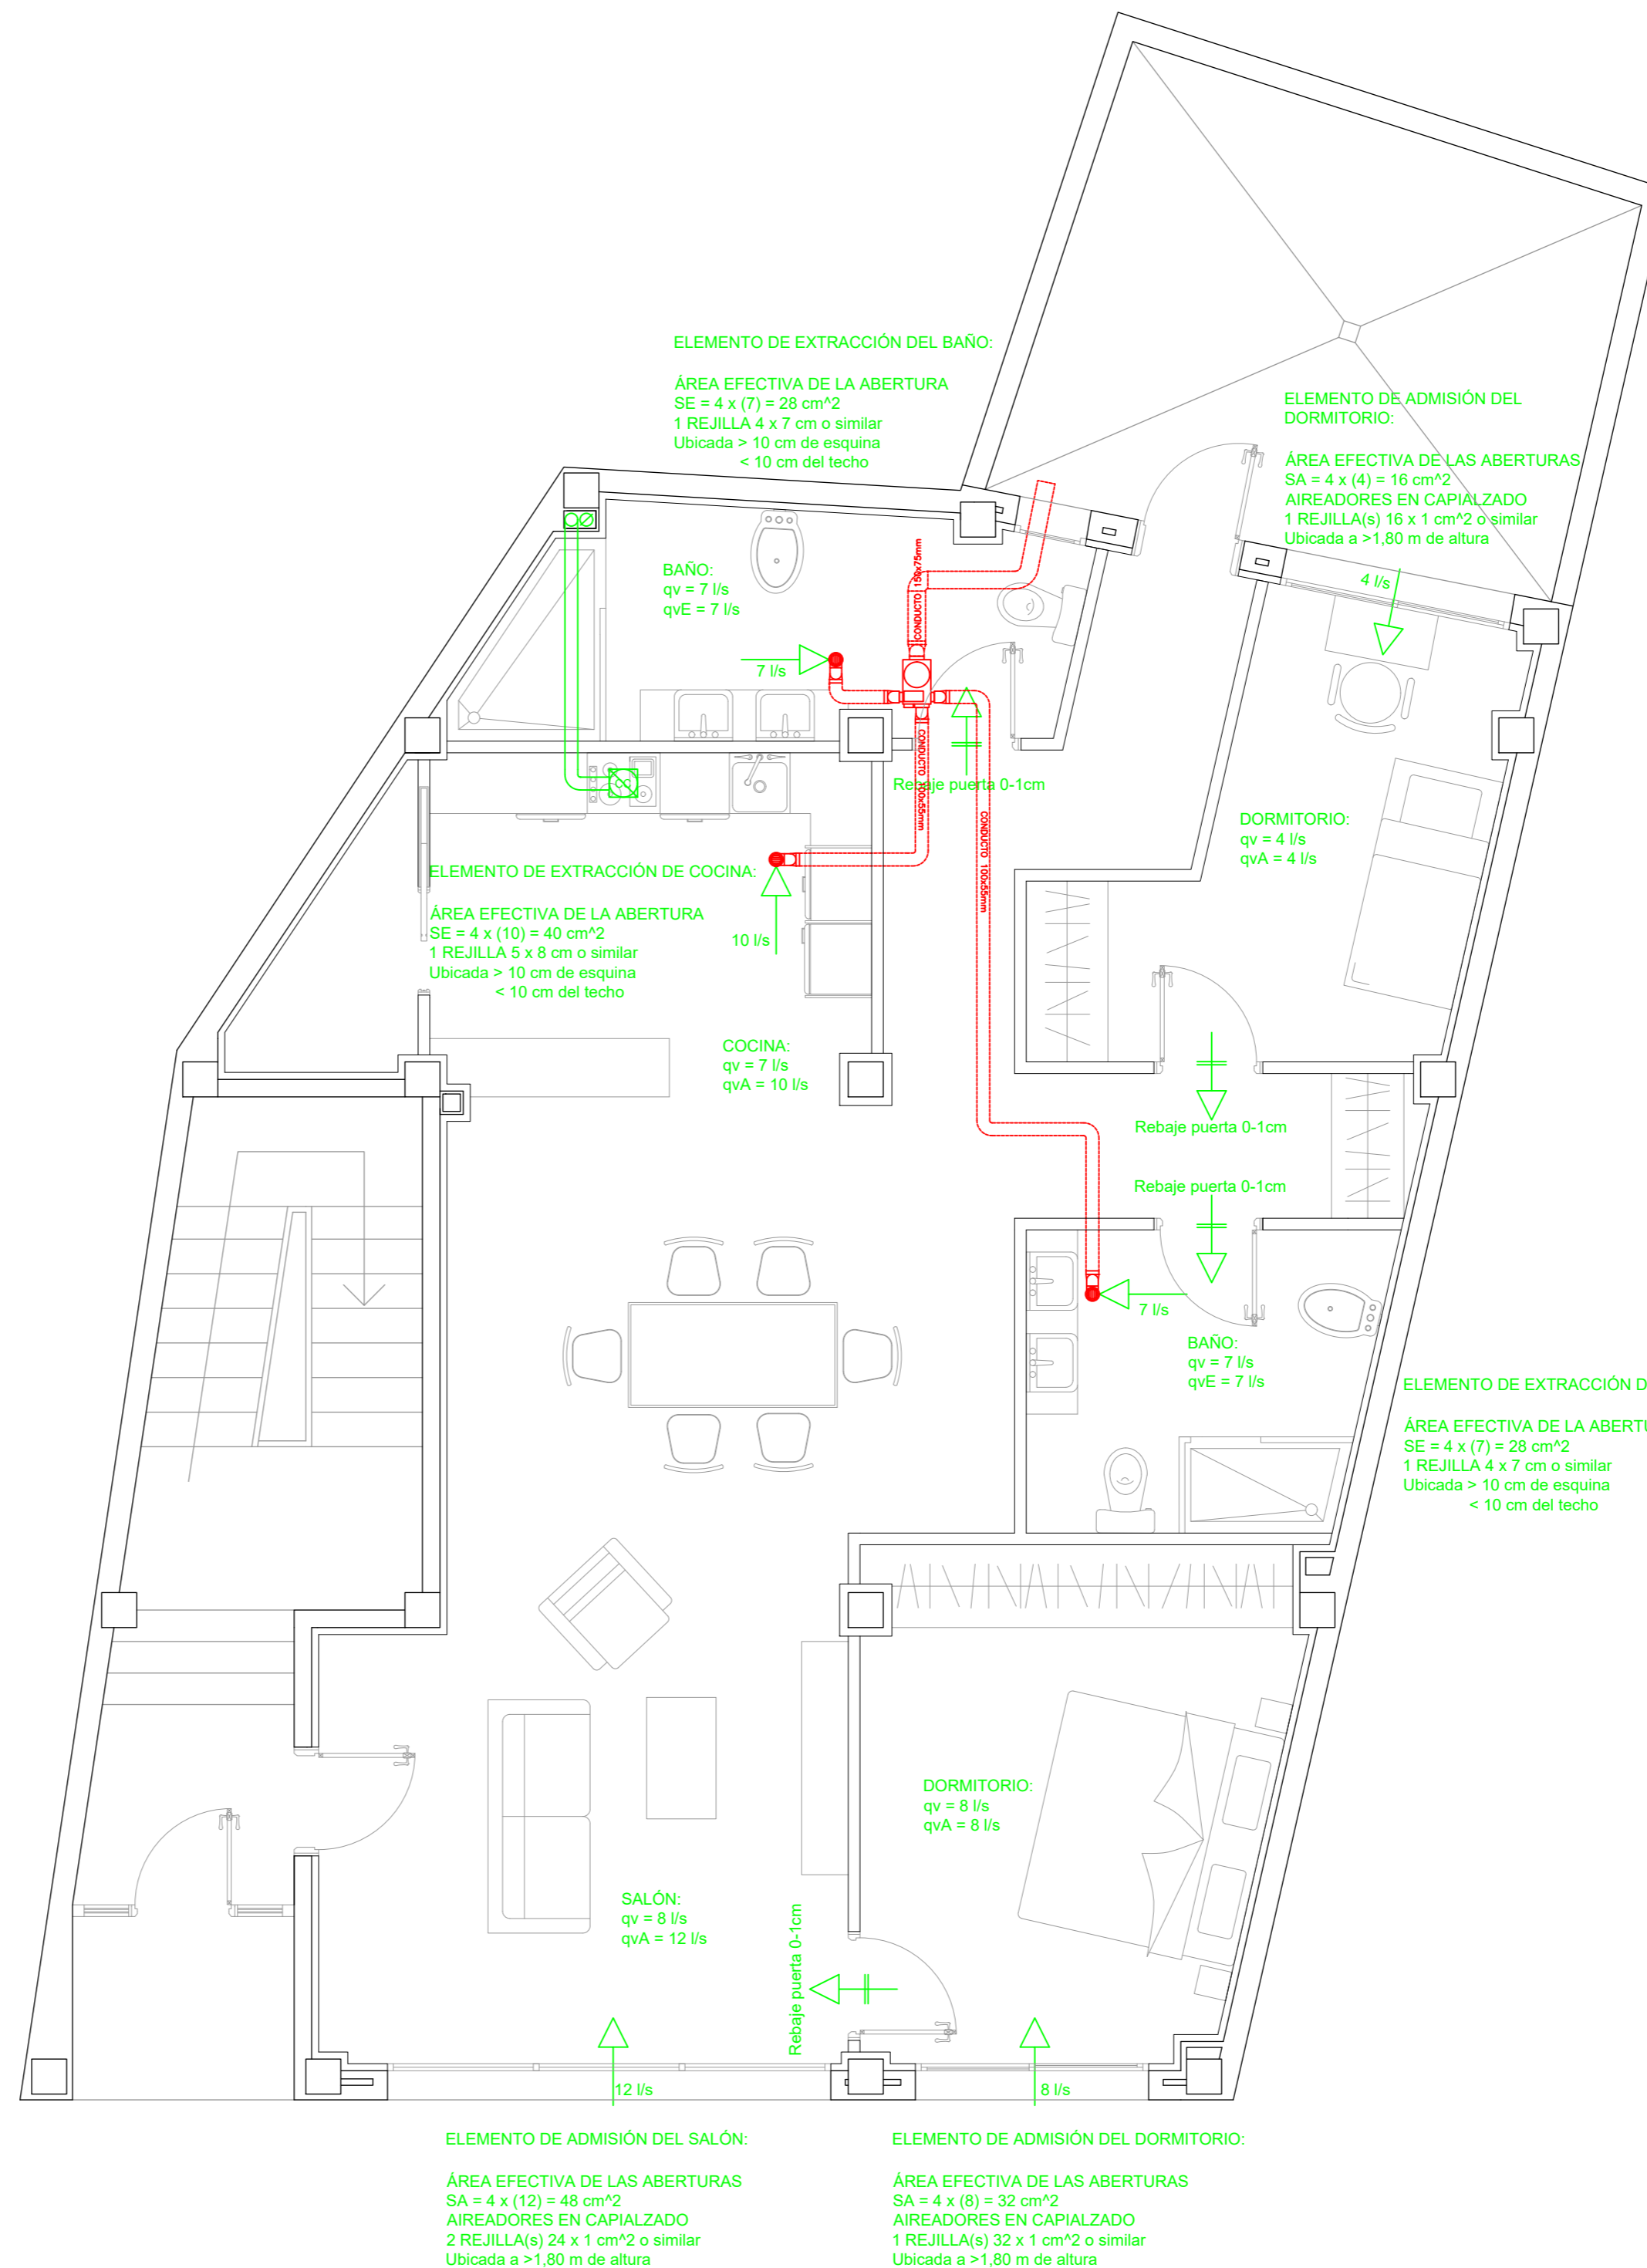 ELEMENTO DE EXTRACCIÓN DEL BAÑO:
ÁREA EFECTIVA DE LA ABERTURA
SE = 4 x (7) = 28 cm^2
1 REJILLA 4 x 7 cm o similar
Ubicada > 10 cm de esquina
< 10 cm del techo
ELEMENTO DE ADMISIÓN DEL
DORMITORIO:
ÁREA EFECTIVA DE LAS ABERTURAS
SA = 4 x (4) = 16 cm^2
AIREADORES EN CAPIALZADO
1 REJILLA(s) 16 x 1 cm^2 o similar
Ubicada a >1,80 m de altura
4 l/s
BAÑO:
qv = 7 l/s
qvE = 7 l/s
CONDUCTO 150x75mm
7 l/s
Rebaje puerta 0-1cm
CONDUCTO 100x55mm
CONDUCTO 100x55mm
DORMITORIO:
qv = 4 l/s
qvA = 4 l/s
ELEMENTO DE EXTRACCIÓN DE COCINA:
ÁREA EFECTIVA DE LA ABERTURA
SE = 4 x (10) = 40 cm^2
1 REJILLA 5 x 8 cm o similar
Ubicada > 10 cm de esquina
< 10 cm del techo
10 l/s
COCINA:
qv = 7 l/s
qvA = 10 l/s
Rebaje puerta 0-1cm
Rebaje puerta 0-1cm
7 l/s
BAÑO:
qv = 7 l/s
qvE = 7 l/s
ELEMENTO DE EXTRACCIÓN D
ÁREA EFECTIVA DE LA ABERTU
SE = 4 x (7) = 28 cm^2
1 REJILLA 4 x 7 cm o similar
Ubicada > 10 cm de esquina
< 10 cm del techo
DORMITORIO:
qv = 8 l/s
qvA = 8 l/s
SALÓN:
qv = 8 l/s
qvA = 12 l/s
Rebaje puerta 0-1cm
12 l/s
8 l/s
ELEMENTO DE ADMISIÓN DEL SALÓN:
ÁREA EFECTIVA DE LAS ABERTURAS
SA = 4 x (12) = 48 cm^2
AIREADORES EN CAPIALZADO
2 REJILLA(s) 24 x 1 cm^2 o similar
Ubicada a >1,80 m de altura
ELEMENTO DE ADMISIÓN DEL DORMITORIO:
ÁREA EFECTIVA DE LAS ABERTURAS
SA = 4 x (8) = 32 cm^2
AIREADORES EN CAPIALZADO
1 REJILLA(s) 32 x 1 cm^2 o similar
Ubicada a >1,80 m de altura